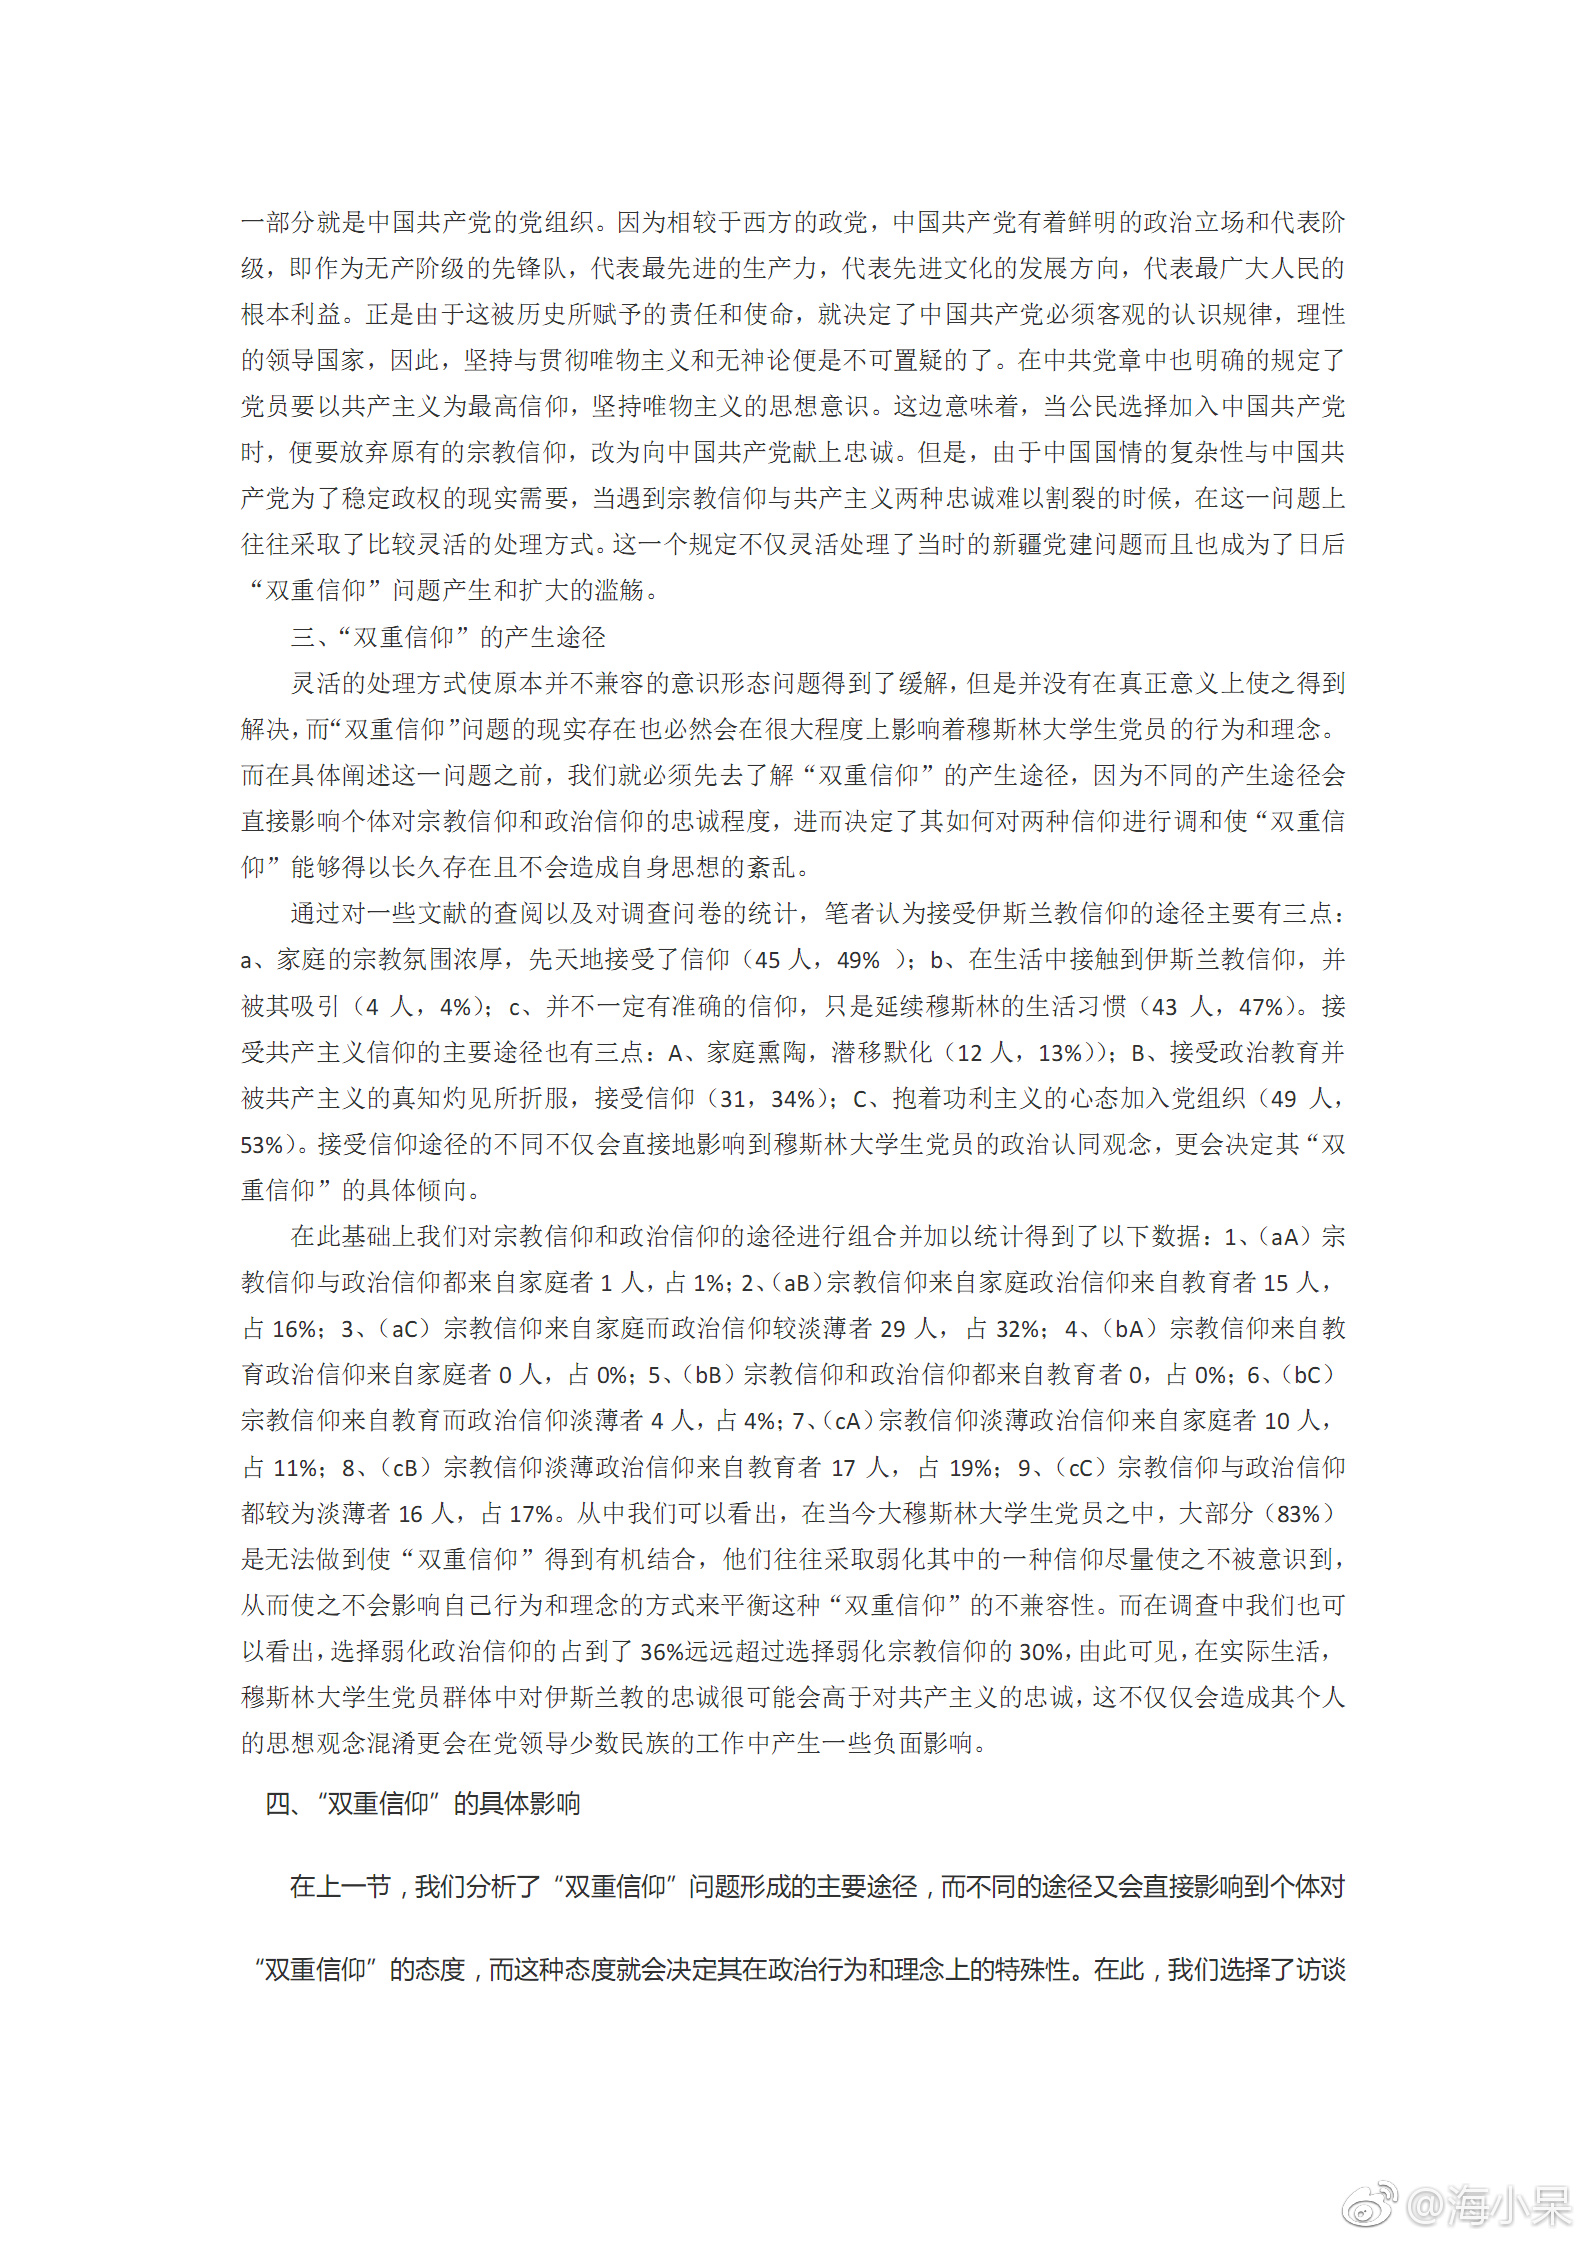 一部分就是中国共产党的党组织。因为相较于西方的政党，中国共产党有着鲜明的政治立场和代表阶
级，即作为无产阶级的先锋队，代表最先进的生产力，代表先进文化的发展方向，代表最广大人民的
根本利益。正是由于这被历史所赋予的责任和使命，就决定了中国共产党必须客观的认识规律，理性
的领导国家，因此，坚持与贯彻唯物主义和无神论便是不可置疑的了。在中共党章中也明确的规定了
党员要以共产主义为最高信仰，坚持唯物主义的思想意识。这边意味着，当公民选择加入中国共产党
时，便要放弃原有的宗教信仰，改为向中国共产党献上忠诚。但是，由于中国国情的复杂性与中国共
产党为了稳定政权的现实需要，当遇到宗教信仰与共产主义两种忠诚难以割裂的时候，在这一问题上
往往采取了比较灵活的处理方式。这一个规定不仅灵活处理了当时的新疆党建问题而且也成为了日后
“双重信仰”问题产生和扩大的滥觞。
三、“双重信仰”的产生途径
灵活的处理方式使原本并不兼容的意识形态问题得到了缓解，但是并没有在真正意义上使之得到
解决，而“双重信仰”问题的现实存在也必然会在很大程度上影响着穆斯林大学生党员的行为和理念。
而在具体阐述这一问题之前，我们就必须先去了解“双重信仰”的产生途径，因为不同的产生途径会
直接影响个体对宗教信仰和政治信仰的忠诚程度，进而决定了其如何对两种信仰进行调和使“双重信
仰”能够得以长久存在且不会造成自身思想的紊乱。
通过对一些文献的查阅以及对调查问卷的统计，笔者认为接受伊斯兰教信仰的途径主要有三点：
a、家庭的宗教氛围浓厚，先天地接受了信仰（45 人，49% ）；b、在生活中接触到伊斯兰教信仰，并
被其吸引（4 人，4%）；c、并不一定有准确的信仰，只是延续穆斯林的生活习惯（43 人，47%）。接
受共产主义信仰的主要途径也有三点：A、家庭熏陶，潜移默化（12 人，13%)）；B、接受政治教育并
被共产主义的真知灼见所折服，接受信仰（31，34%）；C、抱着功利主义的心态加入党组织（49 人，
53%）。接受信仰途径的不同不仅会直接地影响到穆斯林大学生党员的政治认同观念，更会决定其“双
重信仰”的具体倾向。
在此基础上我们对宗教信仰和政治信仰的途径进行组合并加以统计得到了以下数据：1、（aA）宗
教信仰与政治信仰都来自家庭者 1 人，占 1%；2、（aB）宗教信仰来自家庭政治信仰来自教育者 15 人，
占 16%；3、（aC）宗教信仰来自家庭而政治信仰较淡薄者 29 人，占 32%；4、（bA）宗教信仰来自教
育政治信仰来自家庭者 0 人，占 0%；5、（bB）宗教信仰和政治信仰都来自教育者 0，占 0%；6、（bC）
宗教信仰来自教育而政治信仰淡薄者 4 人，占 4%；7、（cA）宗教信仰淡薄政治信仰来自家庭者 10 人，
占 11%；8、（cB）宗教信仰淡薄政治信仰来自教育者 17 人，占 19%；9、（cC）宗教信仰与政治信仰
都较为淡薄者 16 人，占 17%。从中我们可以看出，在当今大穆斯林大学生党员之中，大部分（83%）
是无法做到使“双重信仰”得到有机结合，他们往往采取弱化其中的一种信仰尽量使之不被意识到，
从而使之不会影响自己行为和理念的方式来平衡这种“双重信仰”的不兼容性。而在调查中我们也可
以看出，选择弱化政治信仰的占到了 36%远远超过选择弱化宗教信仰的 30%，由此可见，在实际生活，
穆斯林大学生党员群体中对伊斯兰教的忠诚很可能会高于对共产主义的忠诚，这不仅仅会造成其个人
的思想观念混淆更会在党领导少数民族的工作中产生一些负面影响。
四、“双重信仰”的具体影响
在上一节，我们分析了“双重信仰”问题形成的主要途径，而不同的途径又会直接影响到个体对
“双重信仰”的态度，而这种态度就会决定其在政治行为和理念上的特殊性。在此，我们选择了访谈
@海小呆